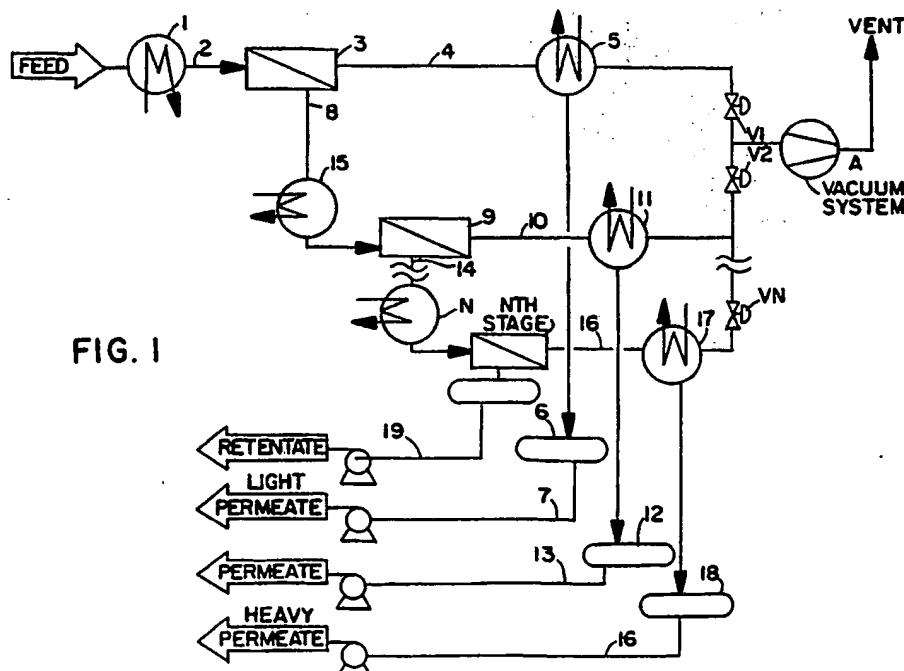 1
2
3
4
5
VENT
FEED
8
V1
V2
A
VACUUM
SYSTEM
15
9
10
11
14
N
NTH
STAGE
16
17
VN
FIG. 1
6
RETENTATE
19
LIGHT
PERMEATE
7
12
PERMEATE
13
18
HEAVY
PERMEATE
16